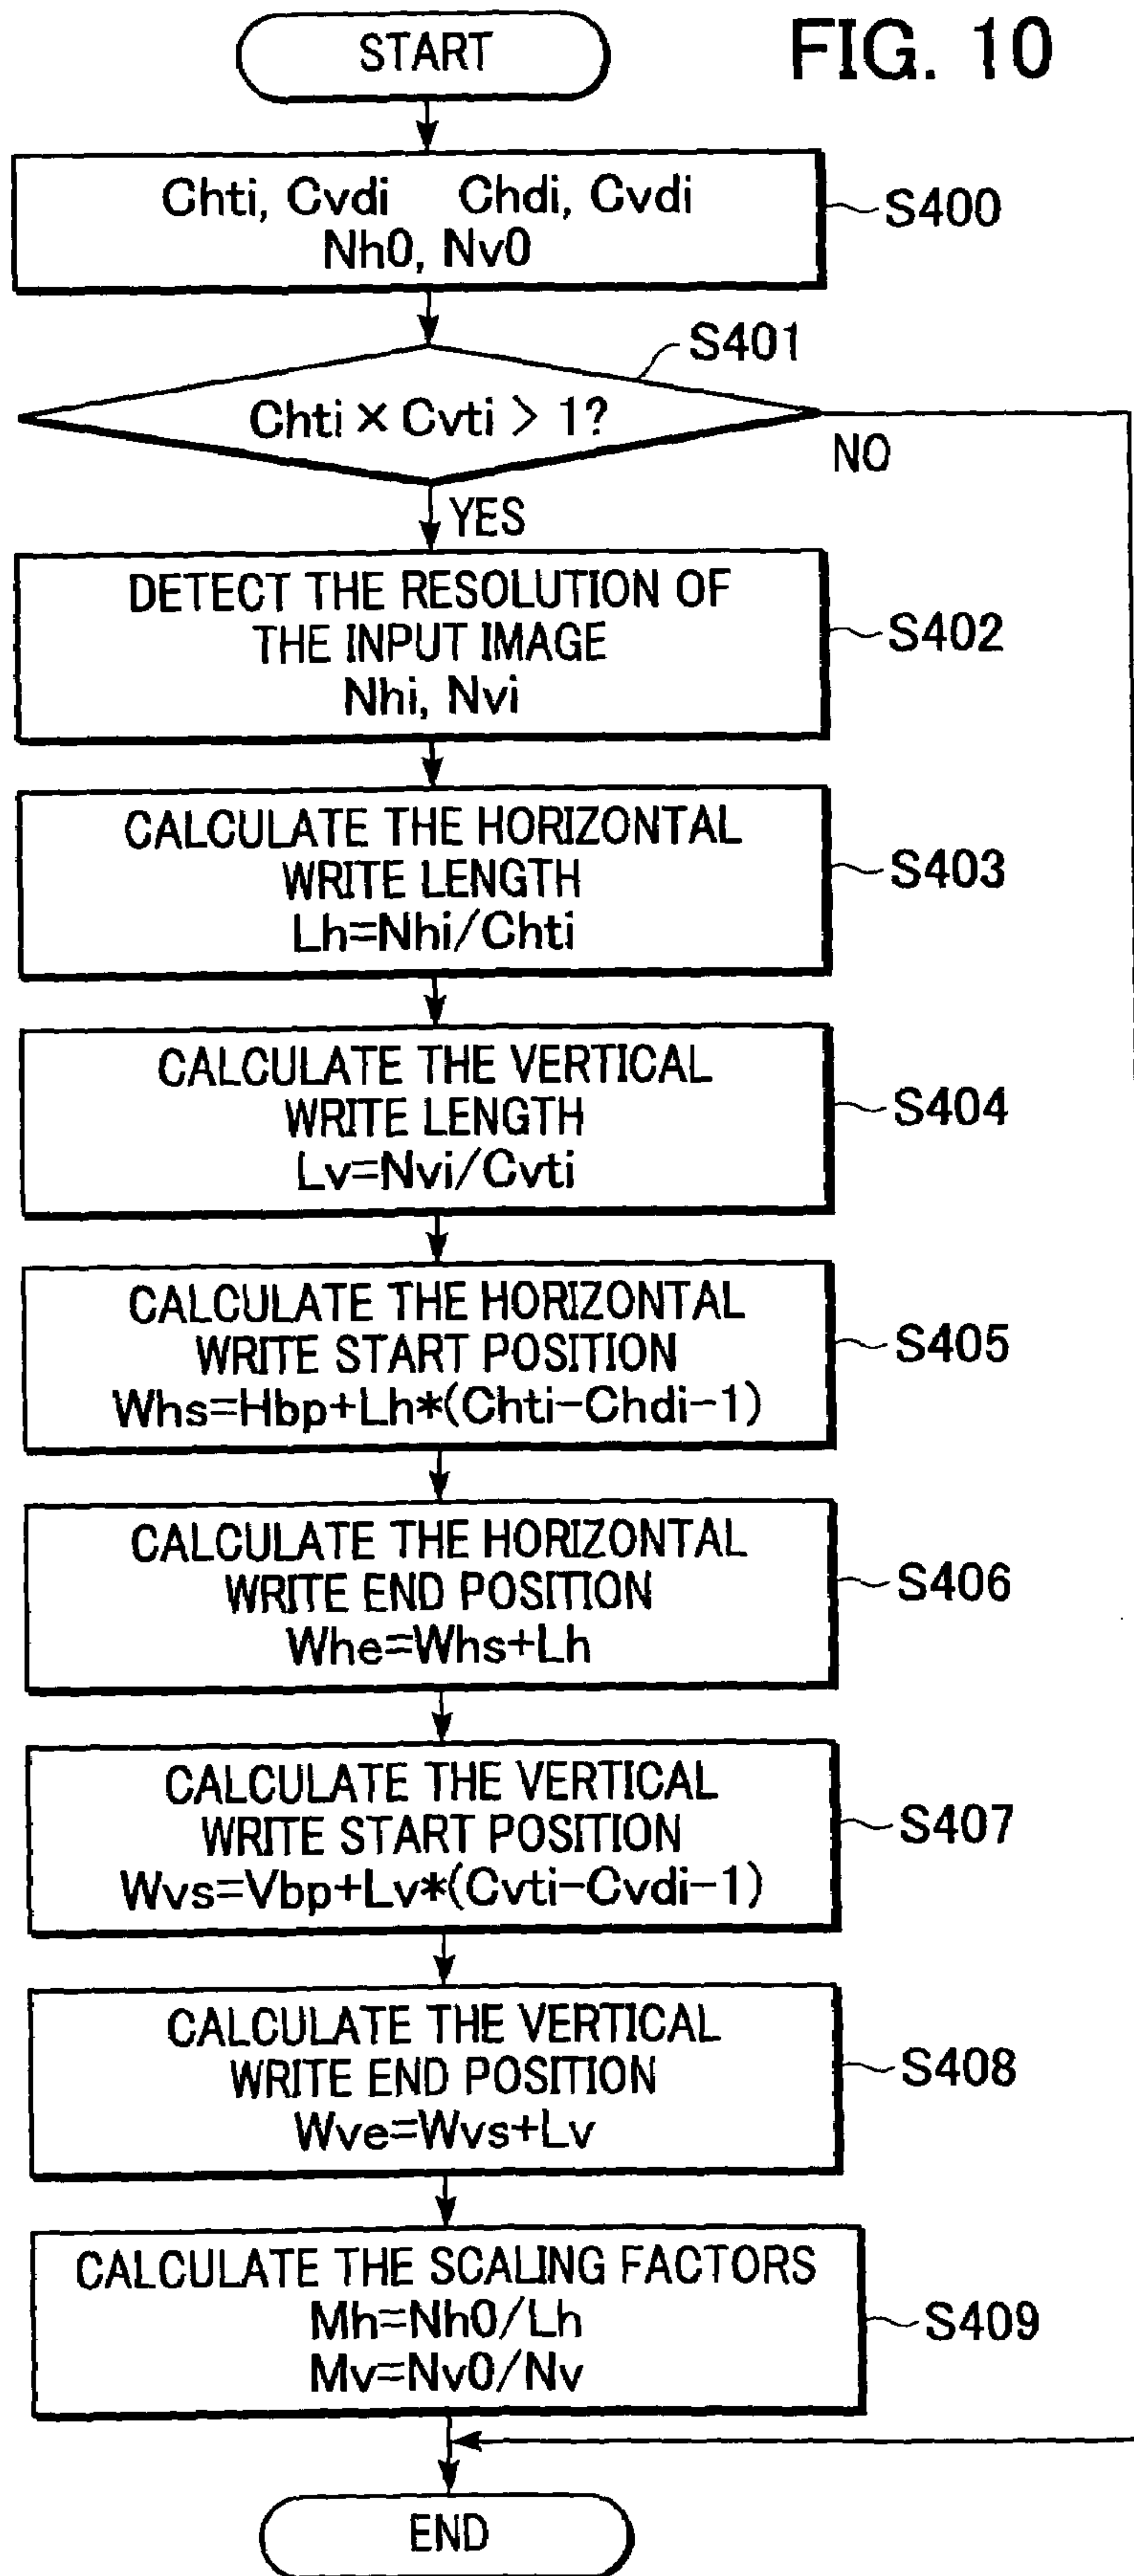 FIG. 10
START
Chti, Cvdi Chdi, Cvdi
Nh0, Nv0
S400
S401
Chti × Cvti > 1?
NO
YES
DETECT THE RESOLUTION OF
THE INPUT IMAGE
Nhi, Nvi
S402
CALCULATE THE HORIZONTAL
WRITE LENGTH
Lh=Nhi/Chti
S403
CALCULATE THE VERTICAL
WRITE LENGTH
Lv=Nvi/Cvti
S404
CALCULATE THE HORIZONTAL
WRITE START POSITION
Whs=Hbp+Lh*(Chti-Chdi-1)
S405
CALCULATE THE HORIZONTAL
WRITE END POSITION
Whe=Whs+Lh
S406
CALCULATE THE VERTICAL
WRITE START POSITION
Wvs=Vbp+Lv*(Cvti-Cvdi-1)
S407
CALCULATE THE VERTICAL
WRITE END POSITION
Wve=Wvs+Lv
S408
CALCULATE THE SCALING FACTORS
Mh=Nh0/Lh
Mv=Nv0/Nv
S409
END